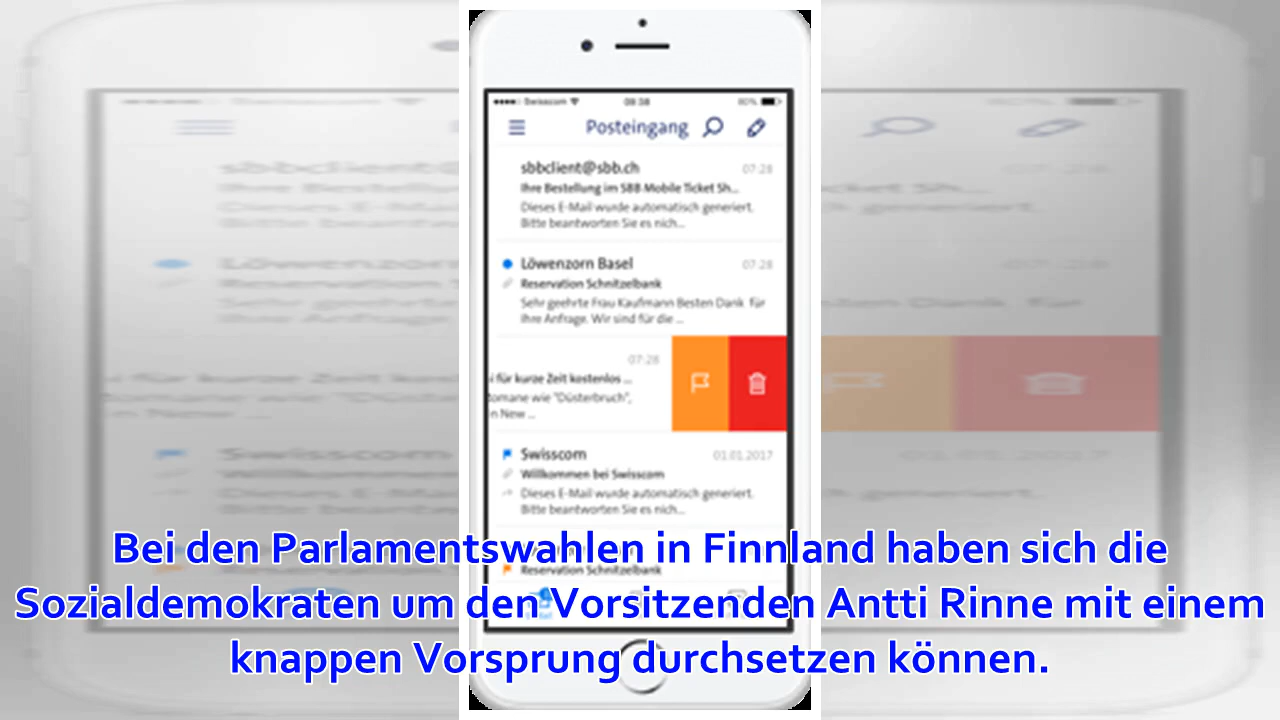 Swisscom
08:38
80%
Posteingang
sbbclient@sbb.ch 07:28
Ihre Bestellung im SBB Mobile Ticket Sh...
Dieses E-Mail wurde automatisch generiert.
Bitte beantworten Sie es nich...
Löwenzorn Basel 07:28
Reservation Schnitzelbank
Sehr geehrte Frau Kaufmann Besten Dank für
Ihre Anfrage. Wir sind für die ...
07:28
i für kurze Zeit kostenlos ...
tomane wie "Düsterbruch",
n New ...
Swisscom 01.01.2017
Willkommen bei Swisscom
Dieses E-Mail wurde automatisch generiert.
Bitte beantworten Sie es nich...
Reservation Schnitzelbank
Bei den Parlamentswahlen in Finnland haben sich die
Sozialdemokraten um den Vorsitzenden Antti Rinne mit einem
knappen Vorsprung durchsetzen können.